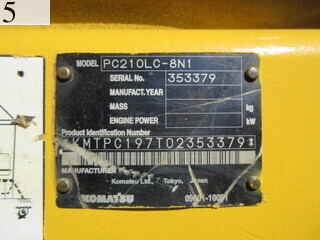 5
MODEL PC210LC-8N1
SERIAL No. 353379
MANUFACT.YEAR
MASS kg
ENGINE POWER kW
Product Identification Number
KMTPC197T02353379*
MANUFACTURER
Komatsu Ltd., Tokyo, Japan
KOMATSU